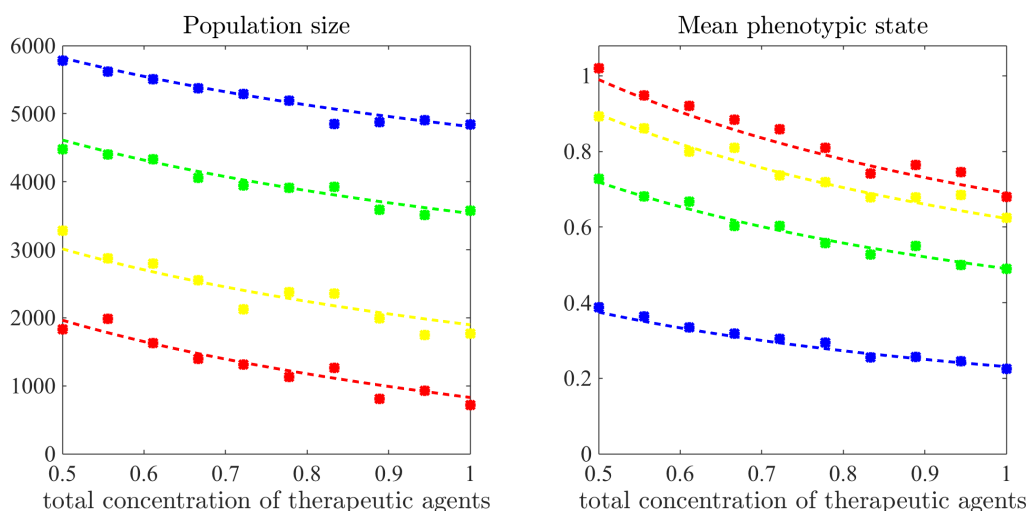 Population size
6000
5000
4000
3000
2000
1000
0
0.5 0.6 0.7 0.8 0.9 1
total concentration of therapeutic agents
Mean phenotypic state
1
0.8
0.6
0.4
0.2
0
0.5 0.6 0.7 0.8 0.9 1
total concentration of therapeutic agents